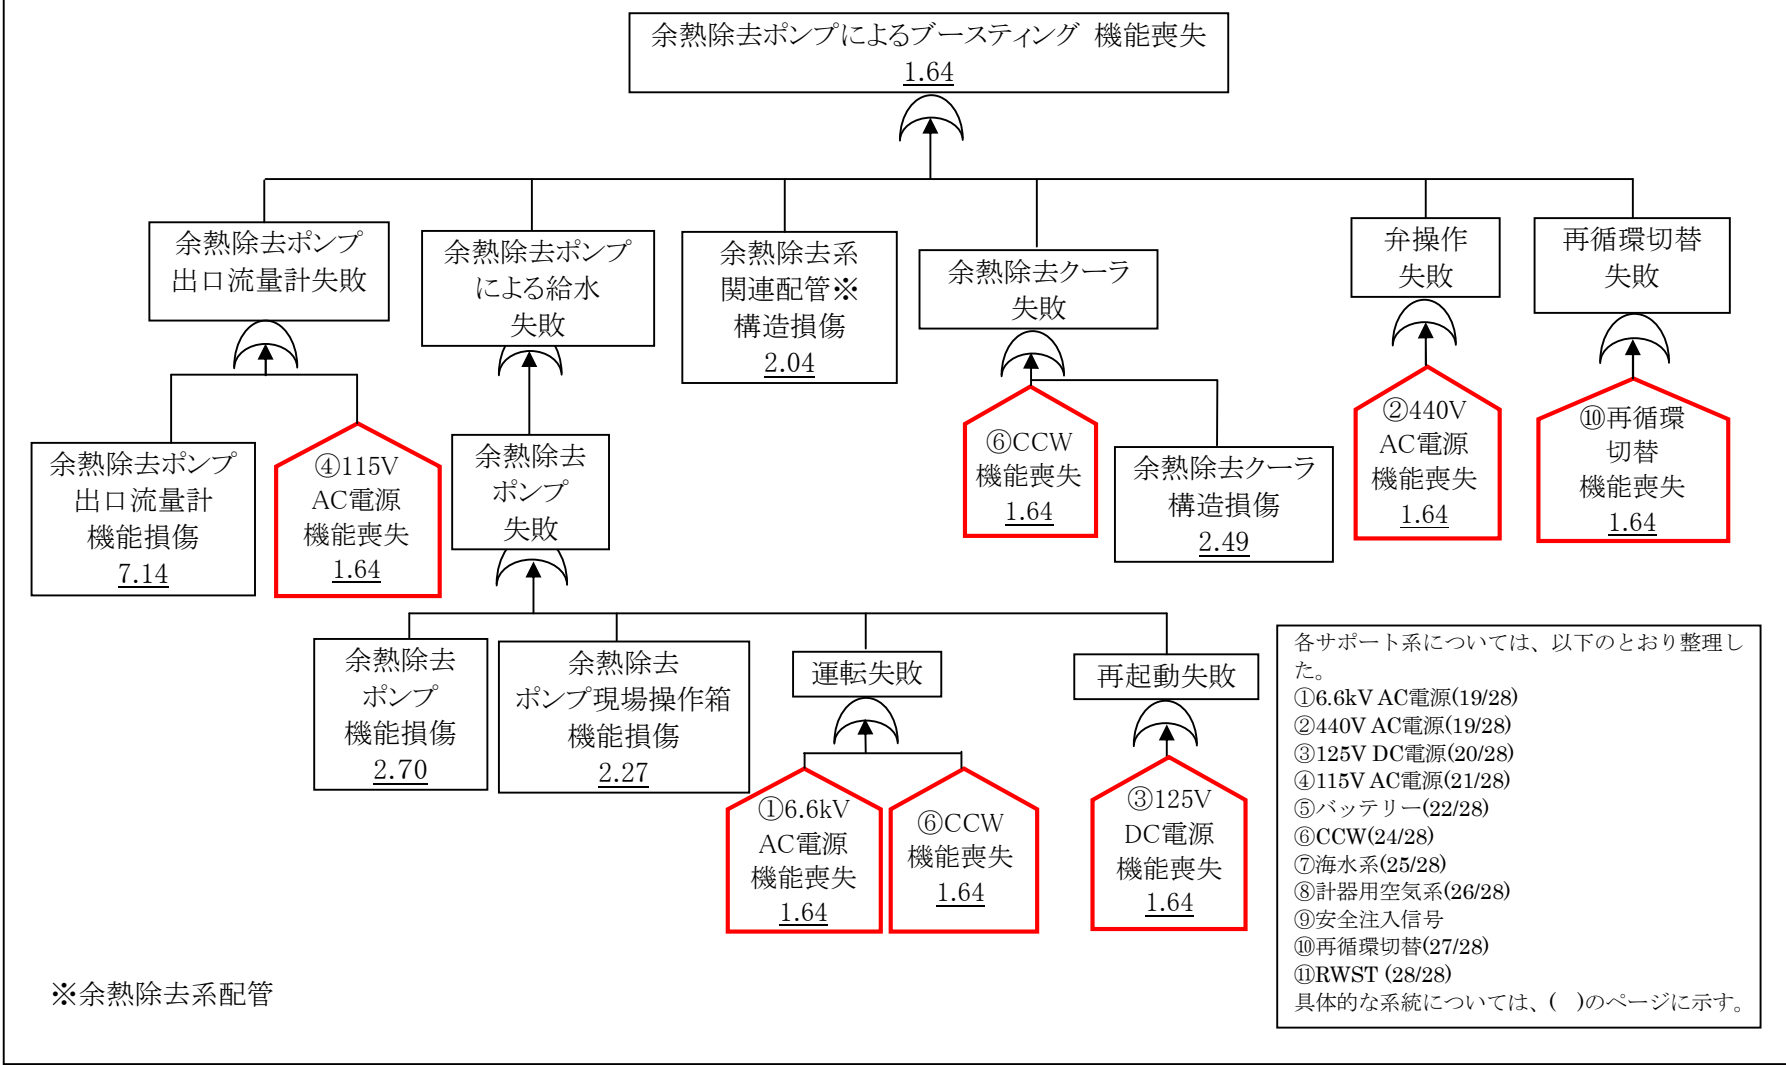 余熱除去ポンプによるブースティング 機能喪失
1.64
余熱除去ポンプ
出口流量計失敗
余熱除去ポンプ
による給水
失敗
余熱除去系
関連配管※
構造損傷
2.04
余熱除去クーラ
失敗
弁操作
失敗
再循環切替
失敗
余熱除去ポンプ
出口流量計
機能損傷
7.14
④115V
AC電源
機能喪失
1.64
余熱除去
ポンプ
失敗
⑥CCW
機能喪失
1.64
余熱除去クーラ
構造損傷
2.49
②440V
AC電源
機能喪失
1.64
⑩再循環
切替
機能喪失
1.64
余熱除去
ポンプ
機能損傷
2.70
余熱除去
ポンプ現場操作箱
機能損傷
2.27
運転失敗
再起動失敗
①6.6kV
AC電源
機能喪失
1.64
⑥CCW
機能喪失
1.64
③125V
DC電源
機能喪失
1.64
各サポート系については、以下のとおり整理し
た。
①6.6kV AC電源(19/28)
②440V AC電源(19/28)
③125V DC電源(20/28)
④115V AC電源(21/28)
⑤バッテリー(22/28)
⑥CCW(24/28)
⑦海水系(25/28)
⑧計器用空気系(26/28)
⑨安全注入信号
⑩再循環切替(27/28)
⑪RWST (28/28)
具体的な系統については、( )のページに示す。
※余熱除去系配管